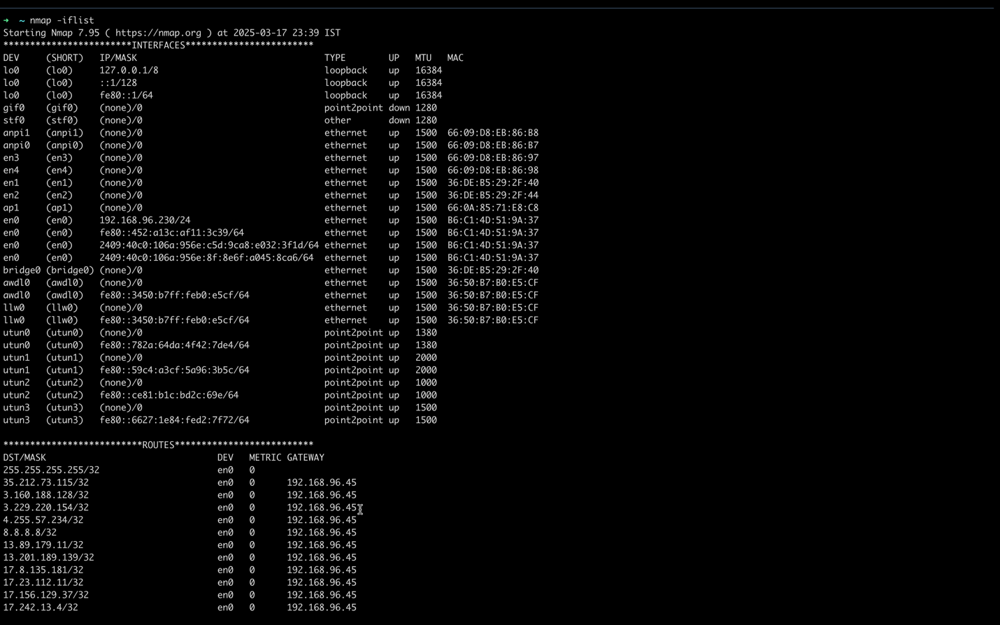 ➜ ~ nmap -iflist
Starting Nmap 7.95 ( https://nmap.org ) at 2025-03-17 23:39 IST
************************INTERFACES************************
DEV (SHORT) IP/MASK TYPE UP MTU MAC
lo0 (lo0) 127.0.0.1/8 loopback up 16384
lo0 (lo0) ::1/128 loopback up 16384
lo0 (lo0) fe80::1/64 loopback up 16384
gif0 (gif0) (none)/0 point2point down 1280
stf0 (stf0) (none)/0 other down 1280
anpi1 (anpi1) (none)/0 ethernet up 1500 66:09:D8:EB:86:B8
anpi0 (anpi0) (none)/0 ethernet up 1500 66:09:D8:EB:86:B7
en3 (en3) (none)/0 ethernet up 1500 66:09:D8:EB:86:97
en4 (en4) (none)/0 ethernet up 1500 66:09:D8:EB:86:98
en1 (en1) (none)/0 ethernet up 1500 36:DE:B5:29:2F:40
en2 (en2) (none)/0 ethernet up 1500 36:DE:B5:29:2F:44
ap1 (ap1) (none)/0 ethernet up 1500 66:0A:85:71:E8:C8
en0 (en0) 192.168.96.230/24 ethernet up 1500 B6:C1:4D:51:9A:37
en0 (en0) fe80::452:a13c:af11:3c39/64 ethernet up 1500 B6:C1:4D:51:9A:37
en0 (en0) 2409:40c0:106a:956e:c5d:9ca8:e032:3f1d/64 ethernet up 1500 B6:C1:4D:51:9A:37
en0 (en0) 2409:40c0:106a:956e:8f:8e6f:a045:8ca6/64 ethernet up 1500 B6:C1:4D:51:9A:37
bridge0 (bridge0) (none)/0 ethernet up 1500 36:DE:B5:29:2F:40
awdl0 (awdl0) (none)/0 ethernet up 1500 36:50:B7:B0:E5:CF
awdl0 (awdl0) fe80::3450:b7ff:feb0:e5cf/64 ethernet up 1500 36:50:B7:B0:E5:CF
llw0 (llw0) (none)/0 ethernet up 1500 36:50:B7:B0:E5:CF
llw0 (llw0) fe80::3450:b7ff:feb0:e5cf/64 ethernet up 1500 36:50:B7:B0:E5:CF
utun0 (utun0) (none)/0 point2point up 1380
utun0 (utun0) fe80::782a:64da:4f42:7de4/64 point2point up 1380
utun1 (utun1) (none)/0 point2point up 2000
utun1 (utun1) fe80::59c4:a3cf:5a96:3b5c/64 point2point up 2000
utun2 (utun2) (none)/0 point2point up 1000
utun2 (utun2) fe80::ce81:b1c:bd2c:69e/64 point2point up 1000
utun3 (utun3) (none)/0 point2point up 1500
utun3 (utun3) fe80::6627:1e84:fed2:7f72/64 point2point up 1500
**************************ROUTES**************************
DST/MASK DEV METRIC GATEWAY
255.255.255.255/32 en0 0
35.212.73.115/32 en0 0 192.168.96.45
3.160.188.128/32 en0 0 192.168.96.45
3.229.220.154/32 en0 0 192.168.96.45
4.255.57.234/32 en0 0 192.168.96.45
8.8.8.8/32 en0 0 192.168.96.45
13.89.179.11/32 en0 0 192.168.96.45
13.201.189.139/32 en0 0 192.168.96.45
17.8.135.181/32 en0 0 192.168.96.45
17.23.112.11/32 en0 0 192.168.96.45
17.156.129.37/32 en0 0 192.168.96.45
17.242.13.4/32 en0 0 192.168.96.45